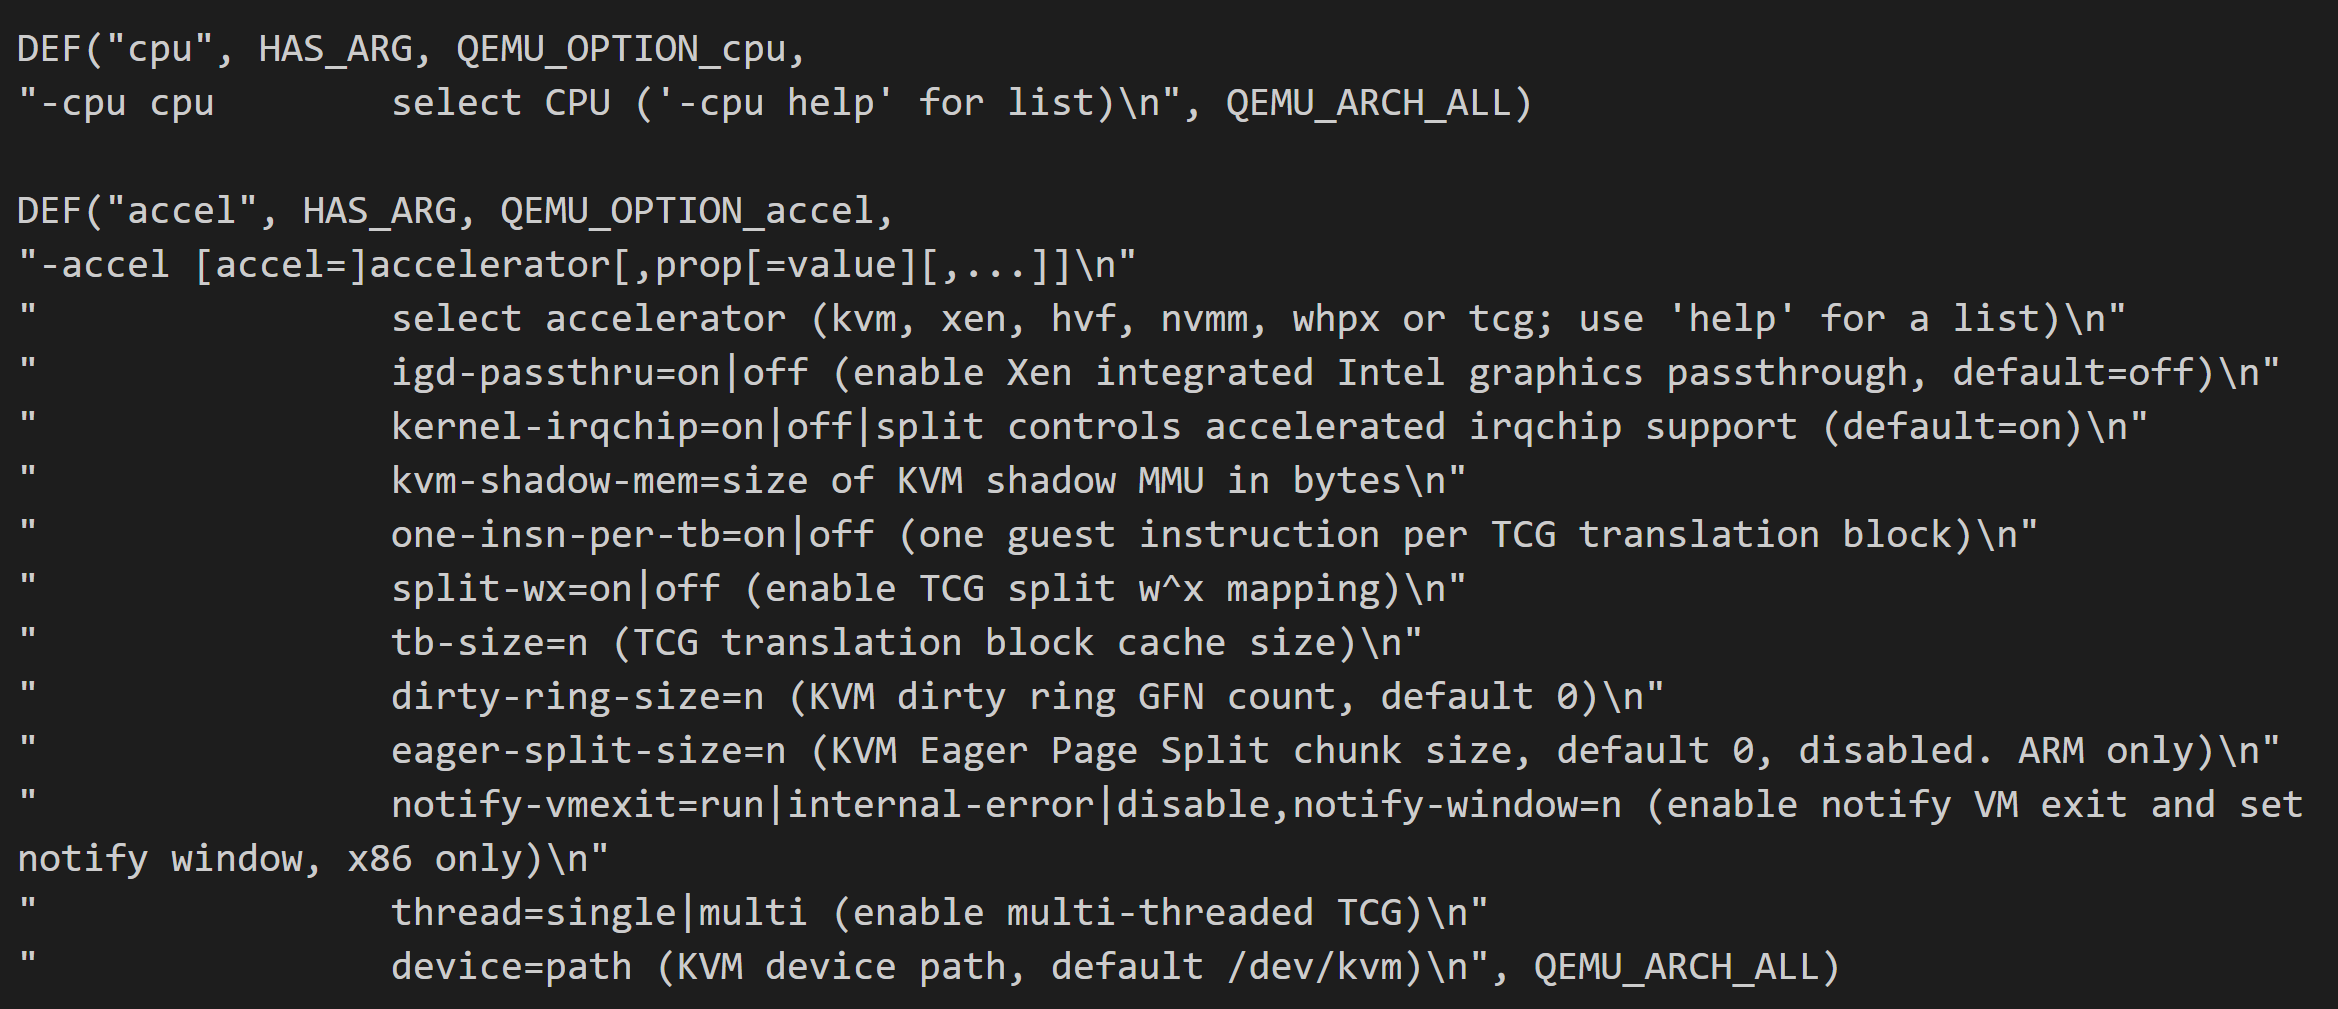 DEF("cpu", HAS_ARG, QEMU_OPTION_cpu,
"-cpu cpu        select CPU ('-cpu help' for list)\n", QEMU_ARCH_ALL)

DEF("accel", HAS_ARG, QEMU_OPTION_accel,
"-accel [accel=]accelerator[,prop[=value][,...]]\n"
"                select accelerator (kvm, xen, hvf, nvmm, whpx or tcg; use 'help' for a list)\n"
"                igd-passthru=on|off (enable Xen integrated Intel graphics passthrough, default=off)\n"
"                kernel-irqchip=on|off|split controls accelerated irqchip support (default=on)\n"
"                kvm-shadow-mem=size of KVM shadow MMU in bytes\n"
"                one-insn-per-tb=on|off (one guest instruction per TCG translation block)\n"
"                split-wx=on|off (enable TCG split w^x mapping)\n"
"                tb-size=n (TCG translation block cache size)\n"
"                dirty-ring-size=n (KVM dirty ring GFN count, default 0)\n"
"                eager-split-size=n (KVM Eager Page Split chunk size, default 0, disabled. ARM only)\n"
"                notify-vmexit=run|internal-error|disable,notify-window=n (enable notify VM exit and set
notify window, x86 only)\n"
"                thread=single|multi (enable multi-threaded TCG)\n"
"                device=path (KVM device path, default /dev/kvm)\n", QEMU_ARCH_ALL)